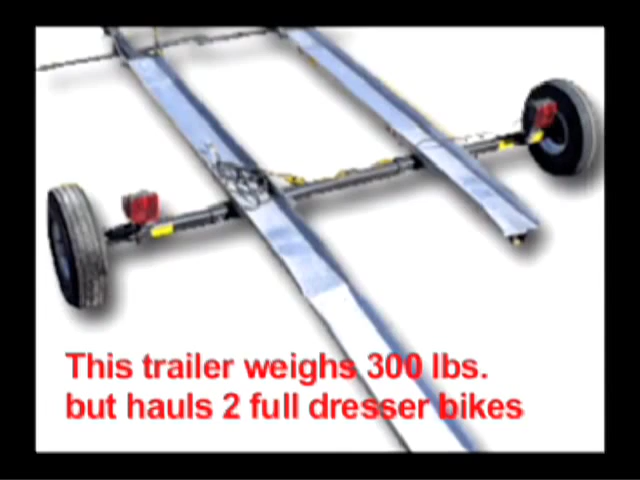 This trailer weighs 300 lbs.
but hauls 2 full dresser bikes